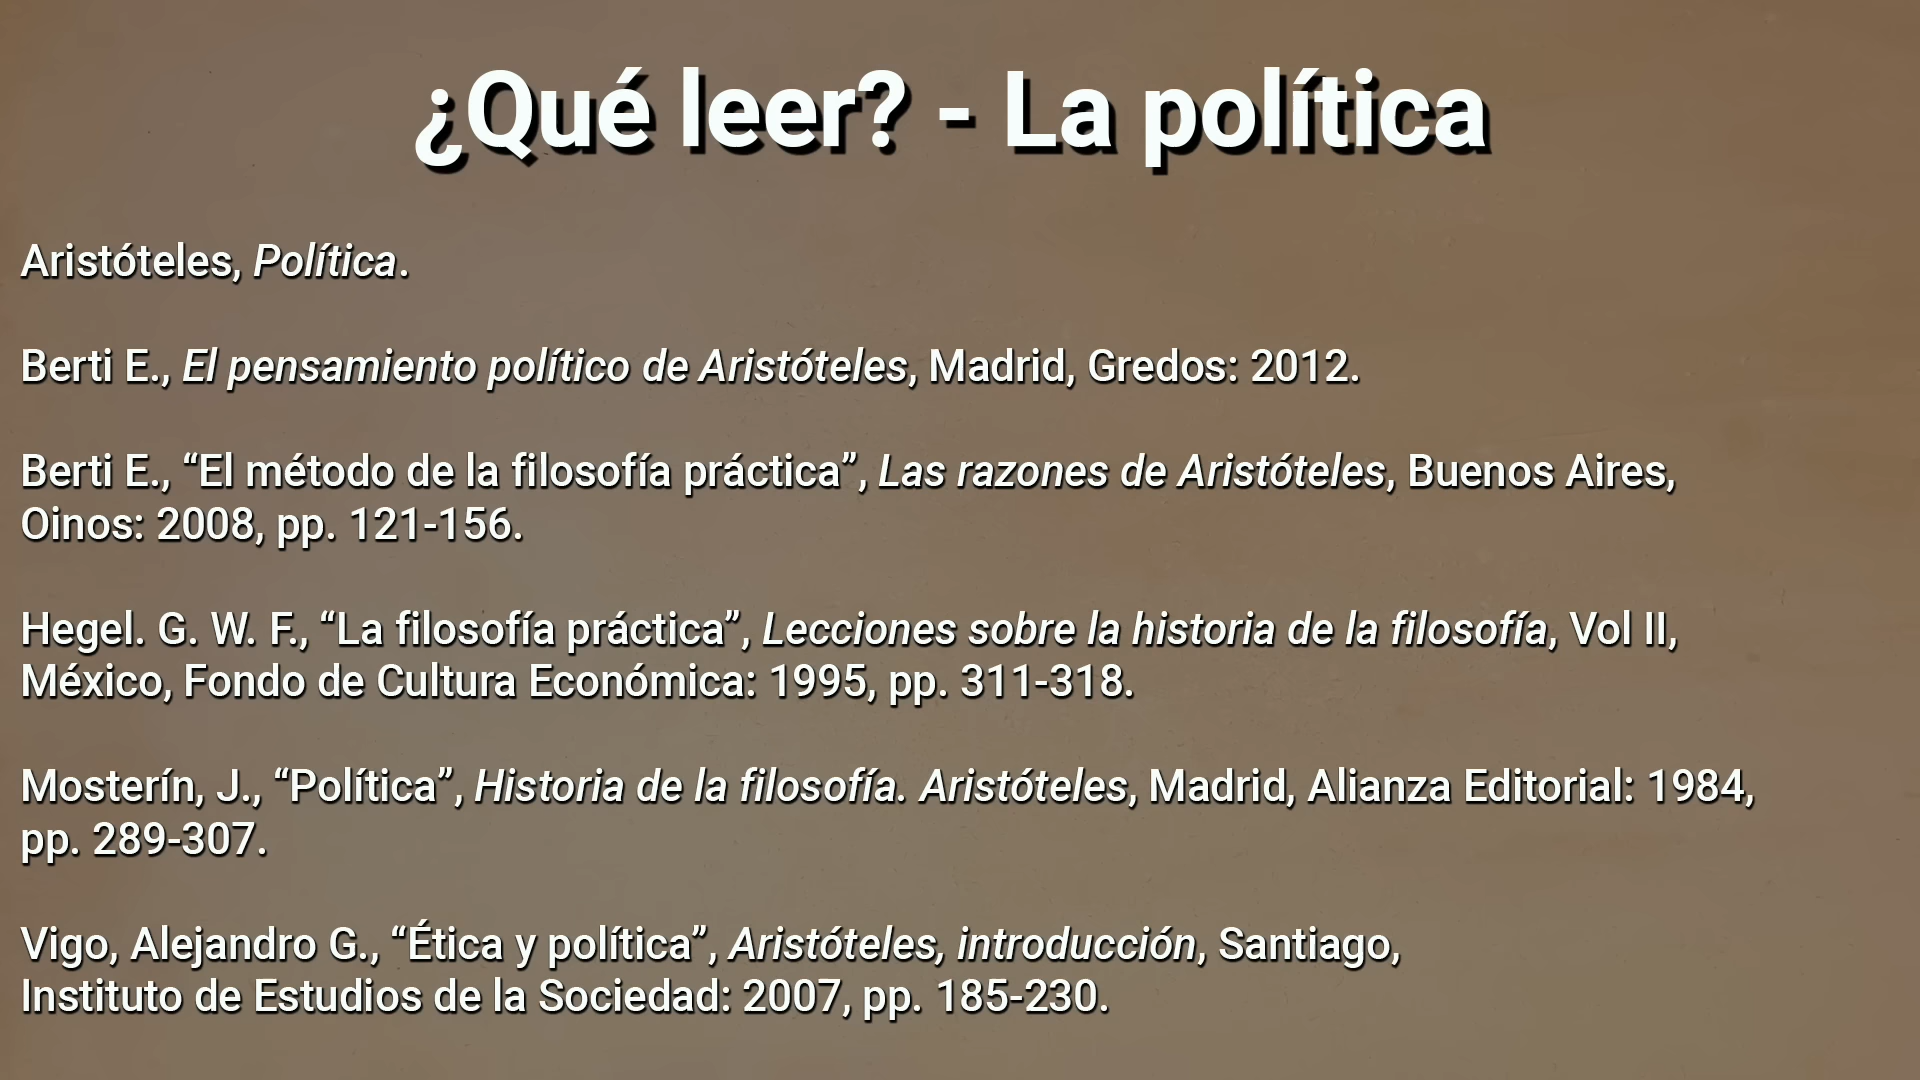 ¿Qué leer? - La política
Aristóteles, Política.
Berti E., El pensamiento político de Aristóteles, Madrid, Gredos: 2012.
Berti E., “El método de la filosofía práctica”, Las razones de Aristóteles, Buenos Aires,
Oinos: 2008, pp. 121-156.
Hegel. G. W. F., “La filosofía práctica”, Lecciones sobre la historia de la filosofía, Vol II,
México, Fondo de Cultura Económica: 1995, pp. 311-318.
Mosterín, J., “Política”, Historia de la filosofía. Aristóteles, Madrid, Alianza Editorial: 1984,
pp. 289-307.
Vigo, Alejandro G., “Ética y política”, Aristóteles, introducción, Santiago,
Instituto de Estudios de la Sociedad: 2007, pp. 185-230.